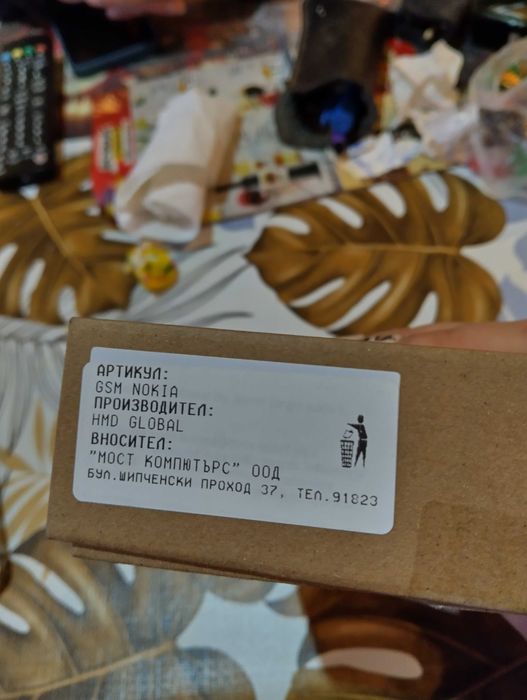 АРТИКУЛ:
GSM NOKIA
ПРОИЗВОДИТЕЛ:
HMD GLOBAL
ВНОСИТЕЛ:
"МОСТ КОМПЮТЪРС" ООД
БУЛ.ШИПЧЕНСКИ ПРОХОД 37, ТЕЛ.91823